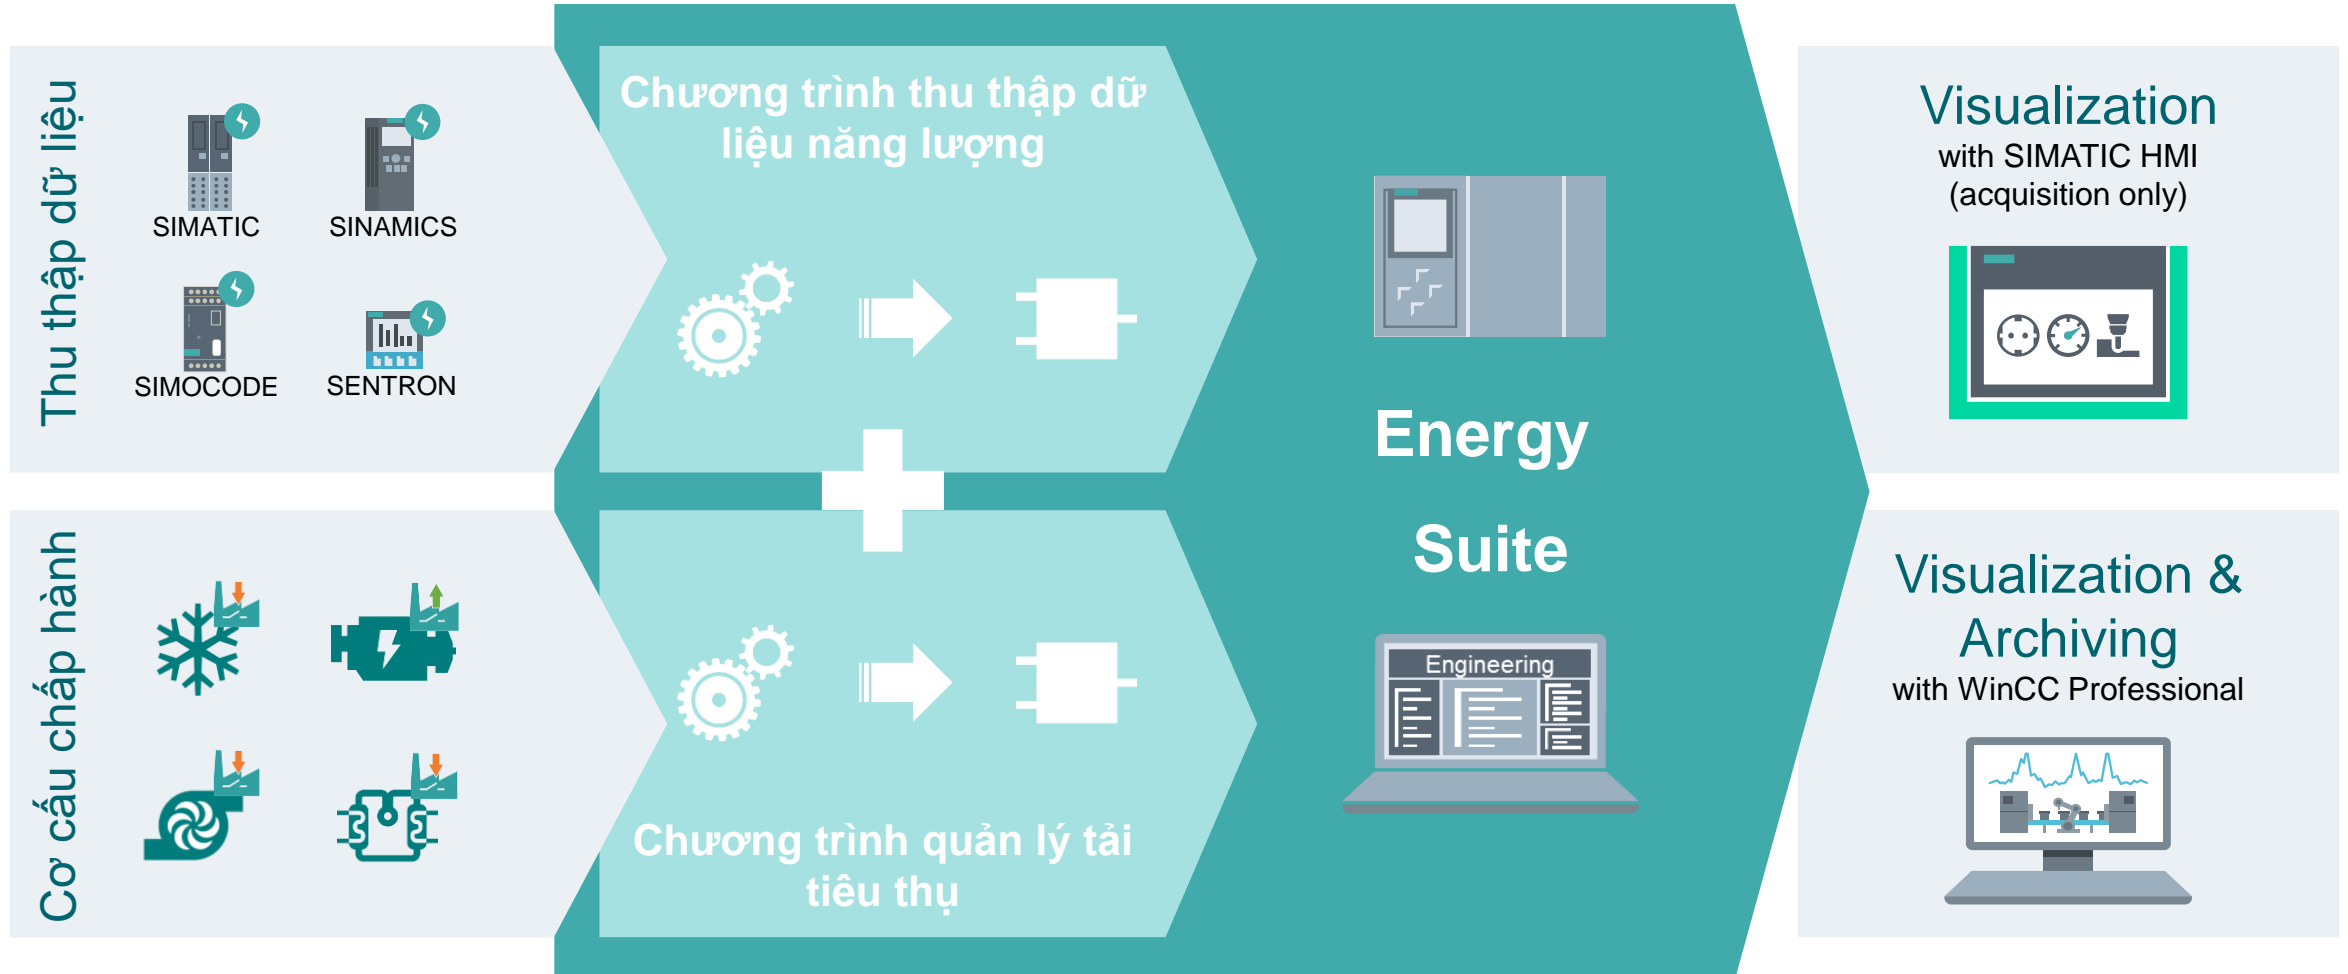 Thu thập dữ liệu
SIMATIC
SINAMICS
SIMOCODE
SENTRON
Cơ cấu chấp hành
Chương trình thu thập dữ
liệu năng lượng
Chương trình quản lý tải
tiêu thụ
Energy
Suite
Engineering
Visualization
with SIMATIC HMI
(acquisition only)
Visualization &
Archiving
with WinCC Professional